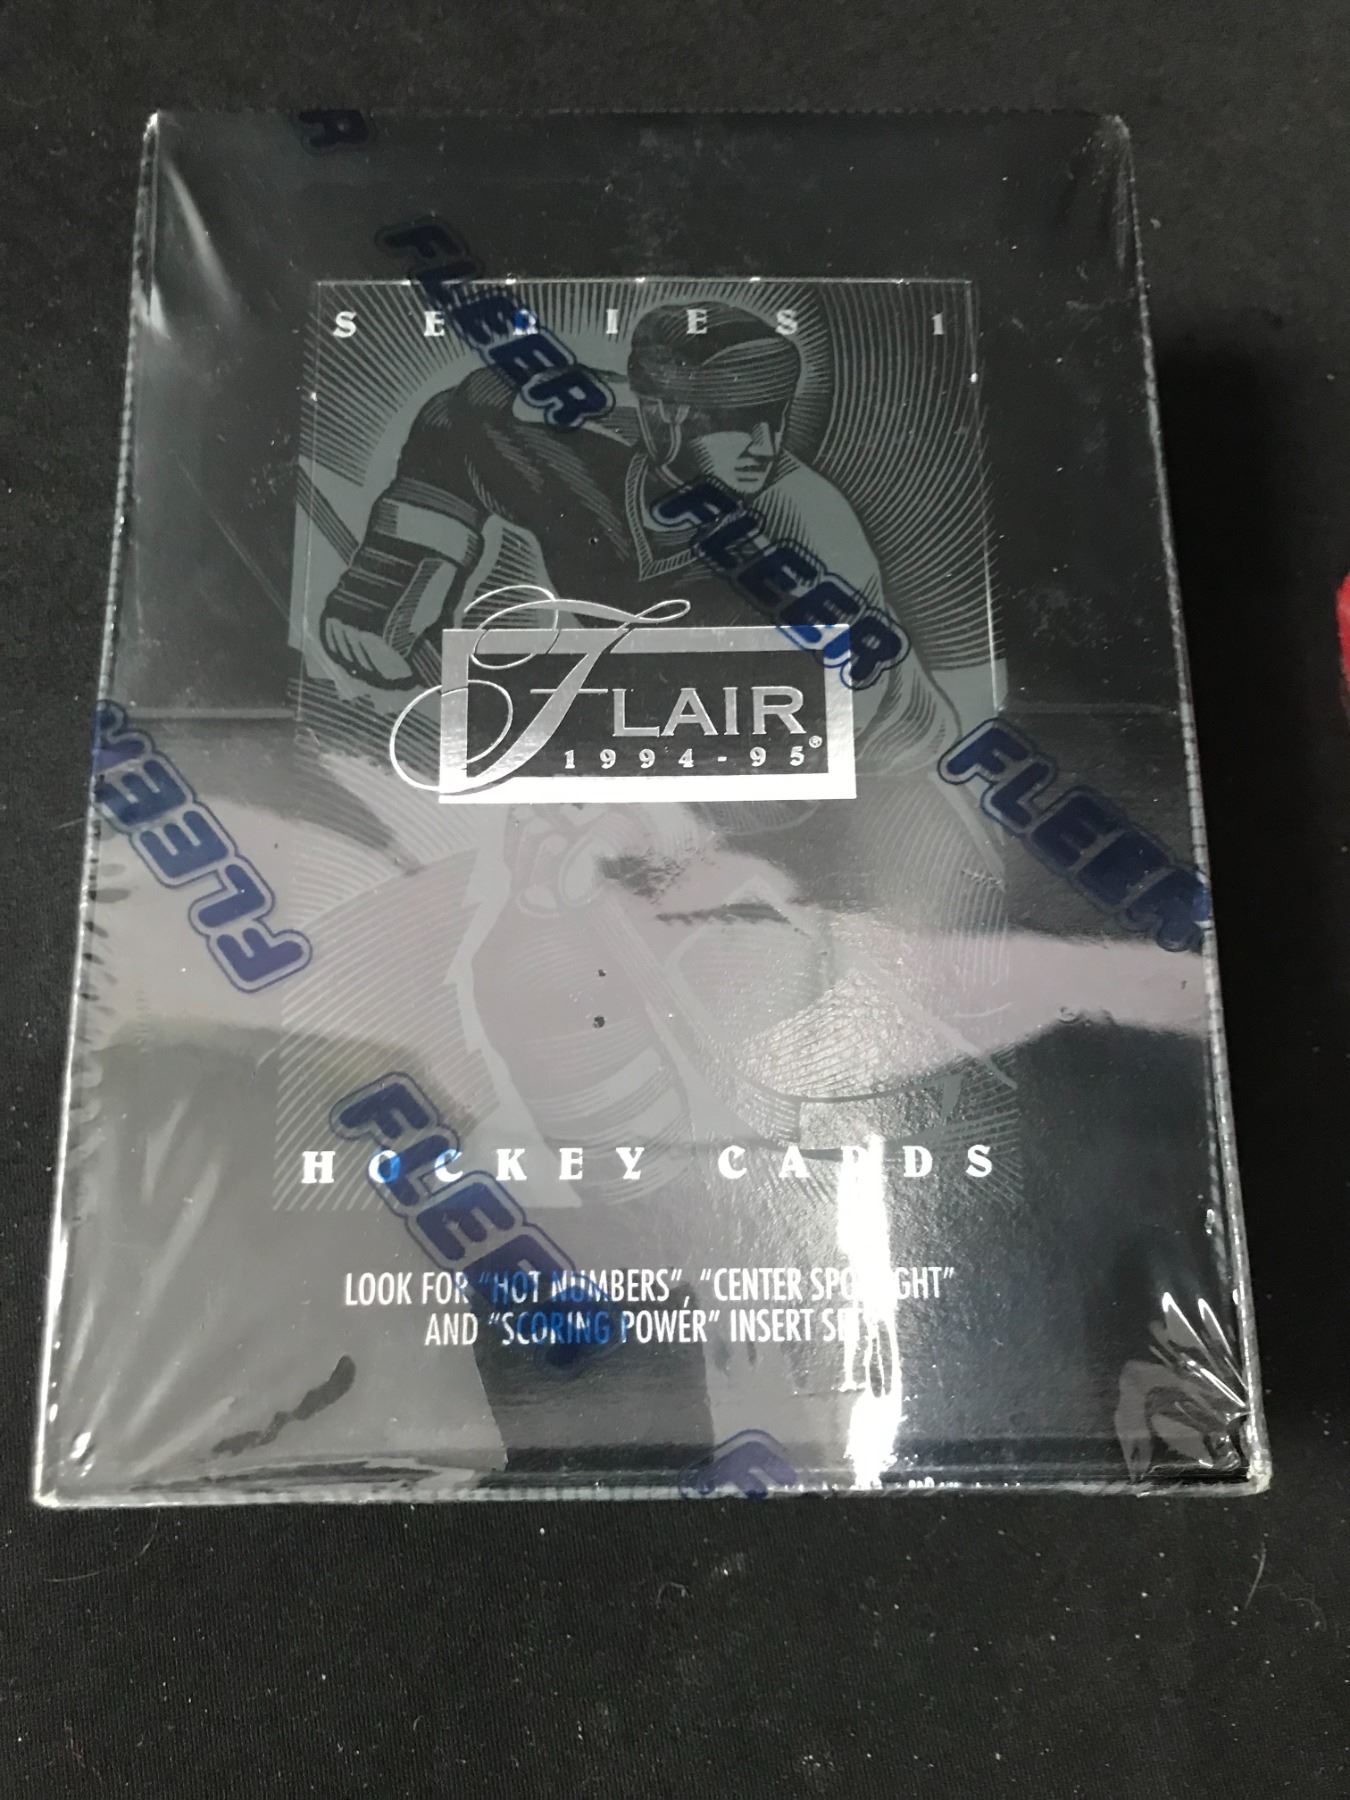 R
FLEER
SERIES 1
FLEER
FLAIR
1994-95®
FLEER
FLEER
FLEER
HOCKEY CARDS
LOOK FOR "HOT NUMBERS", "CENTER SPOTLIGHT"
AND "SCORING POWER" INSERT SETS